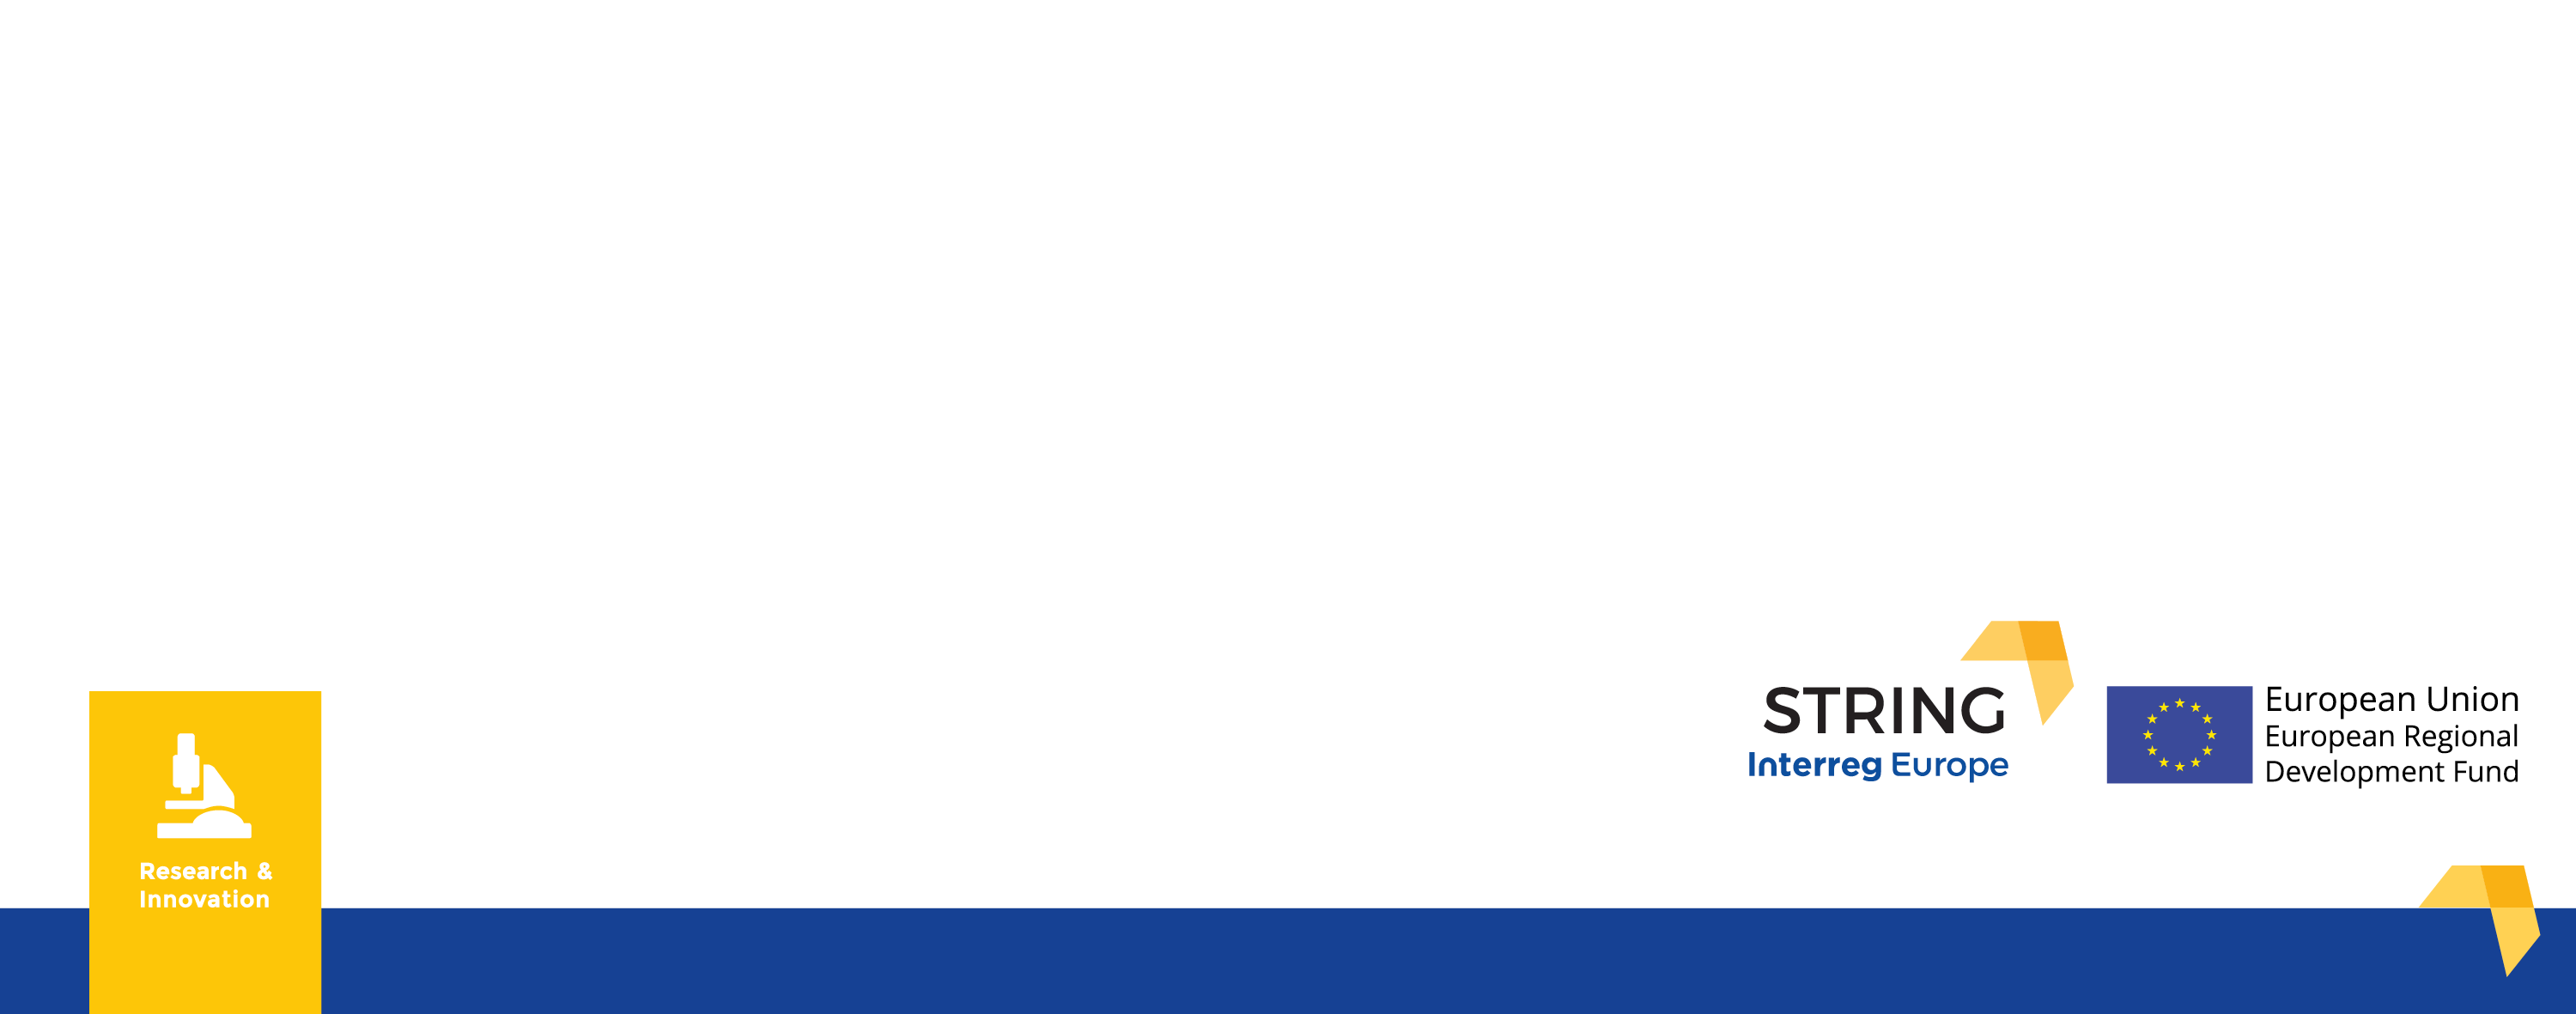 STRING
Interreg Europe
European Union
European Regional
Development Fund
Research &
Innovation